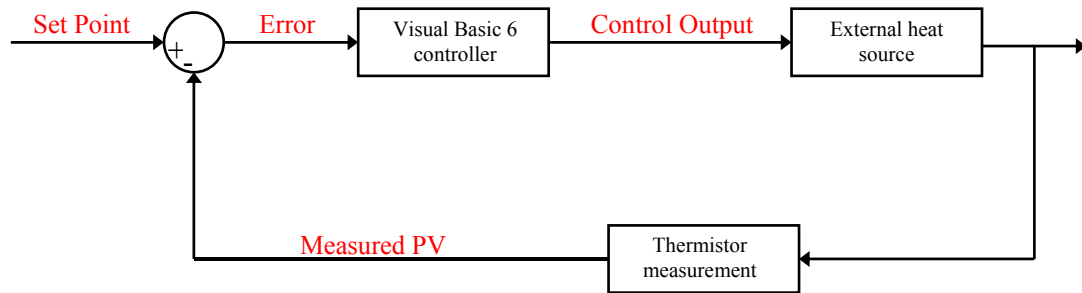 Set Point
+
-
Error
Visual Basic 6
controller
Control Output
External heat
source
Measured PV
Thermistor
measurement